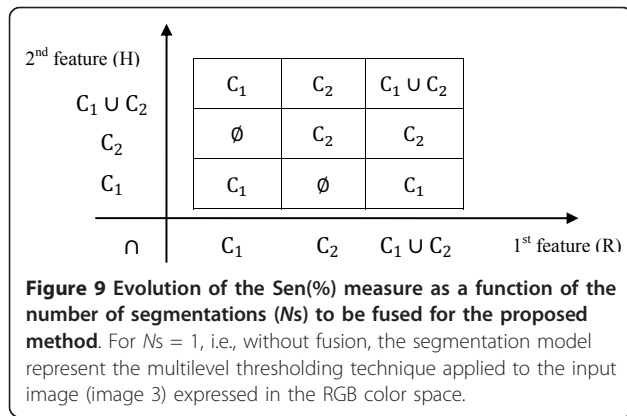 2nd feature (H)
C1 ∪ C2
C2
C1
C1 C2 C1 ∪ C2
∅ C2 C2
C1 ∅ C1
∩ C1 C2 C1 ∪ C2 1st feature (R)
Figure 9 Evolution of the Sen(%) measure as a function of the
number of segmentations (Ns) to be fused for the proposed
method. For Ns = 1, i.e., without fusion, the segmentation model
represent the multilevel thresholding technique applied to the input
image (image 3) expressed in the RGB color space.